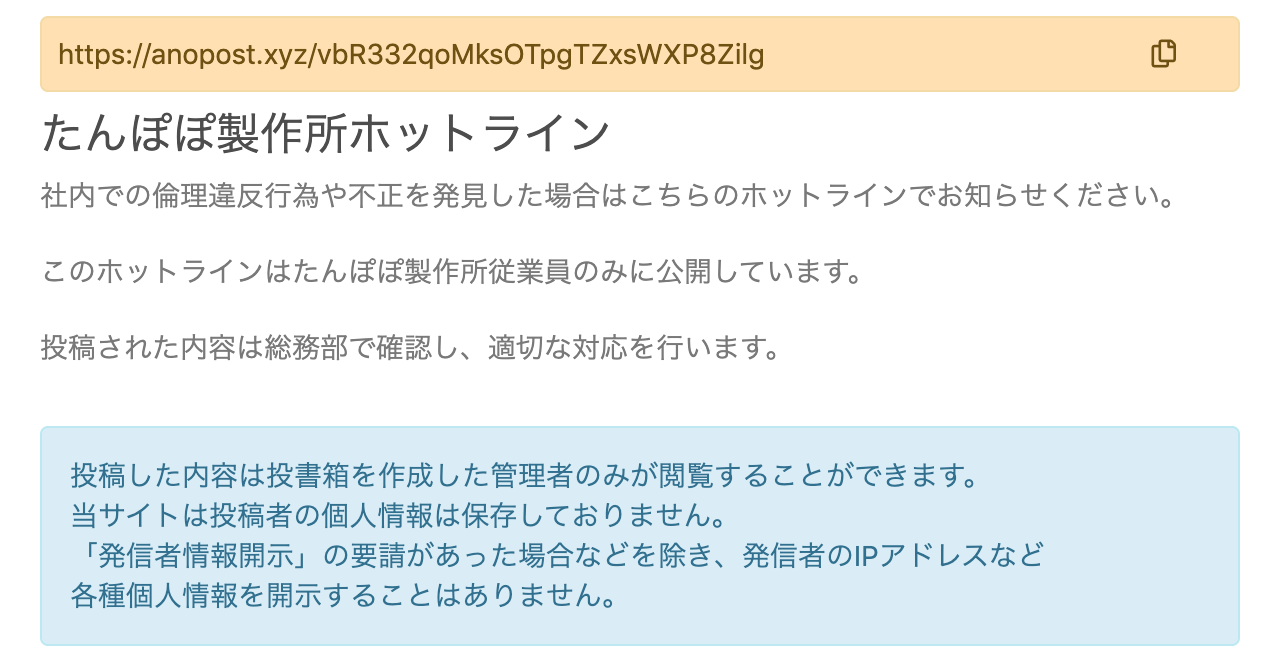 https://anopost.xyz/vbR332qoMksOTpgTZxsWXP8Zilg
たんぽぽ製作所ホットライン
社内での倫理違反行為や不正を発見した場合はこちらのホットラインでお知らせください。
このホットラインはたんぽぽ製作所従業員のみに公開しています。
投稿された内容は総務部で確認し、適切な対応を行います。
投稿した内容は投書箱を作成した管理者のみが閲覧することができます。
当サイトは投稿者の個人情報は保存しておりません。
「発信者情報開示」の要請があった場合などを除き、発信者のIPアドレスなど
各種個人情報を開示することはありません。